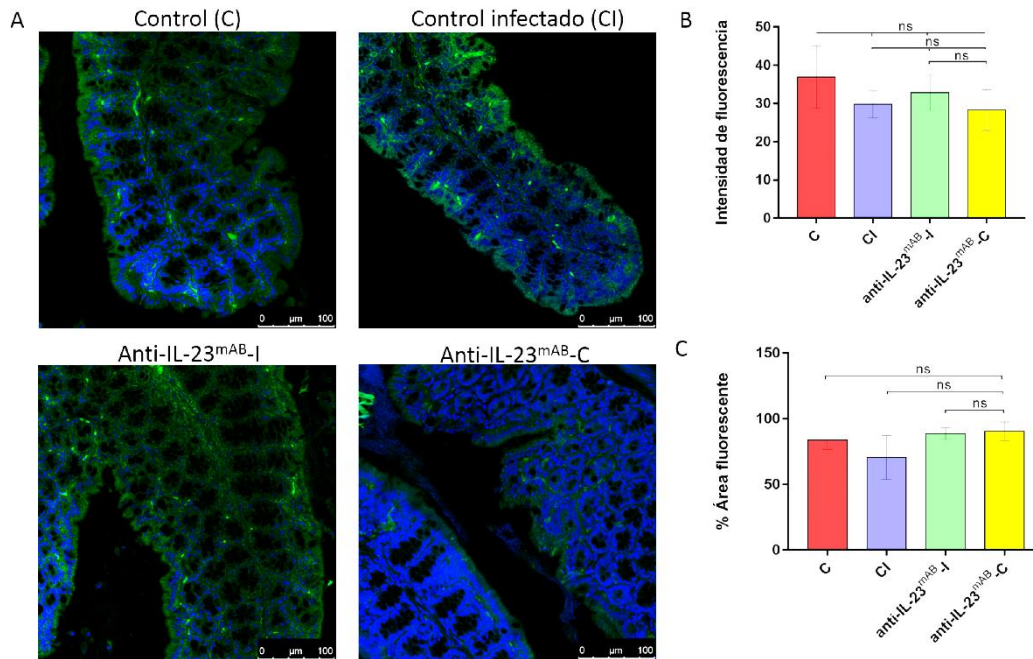 A
Control (C)
Control infectado (CI)
0 µm 100
0 µm 100
Anti-IL-23mAB-I
Anti-IL-23mAB-C
0 µm 100
0 µm 100
B
Intensidad de fluorescencia
50
40
30
20
10
0
ns
ns
ns
C
CI
anti-IL-23mAB-I
anti-IL-23mAB-C
C
% Área fluorescente
150
100
50
0
ns
ns
ns
C
CI
anti-IL-23mAB-I
anti-IL-23mAB-C